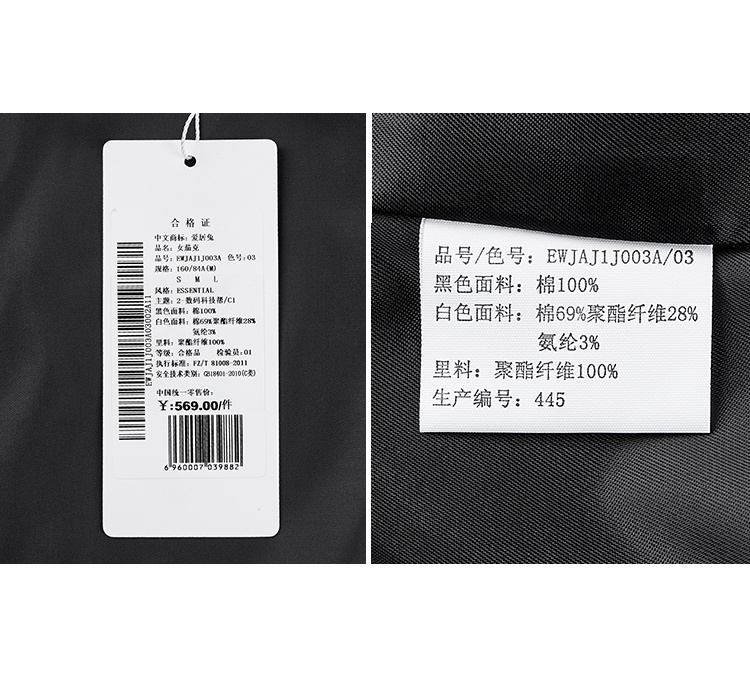 合格证
中文商标：爱居兔
品名：女茄克
品号：EWJAJ1J003A 色号：03
规格：160/84A(M)
S M L
风格：ESSENTIAL
主题：2-数码科技帮/C1
黑色面料：棉100%
白色面料：棉69%聚酯纤维28%
氨纶3%
里料：聚酯纤维100%
等级：合格品 检验员：01
执行标准：FZ/T 81008-2011
安全技术类别：GB18401-2010(C类)
中国统一零售价：
¥:569.00/件
6 960007 039882
EWJAJ1J003A03002A11
品号/色号：EWJAJ1J003A/03
黑色面料：棉100%
白色面料：棉69%聚酯纤维28%
氨纶3%
里料：聚酯纤维100%
生产编号：445